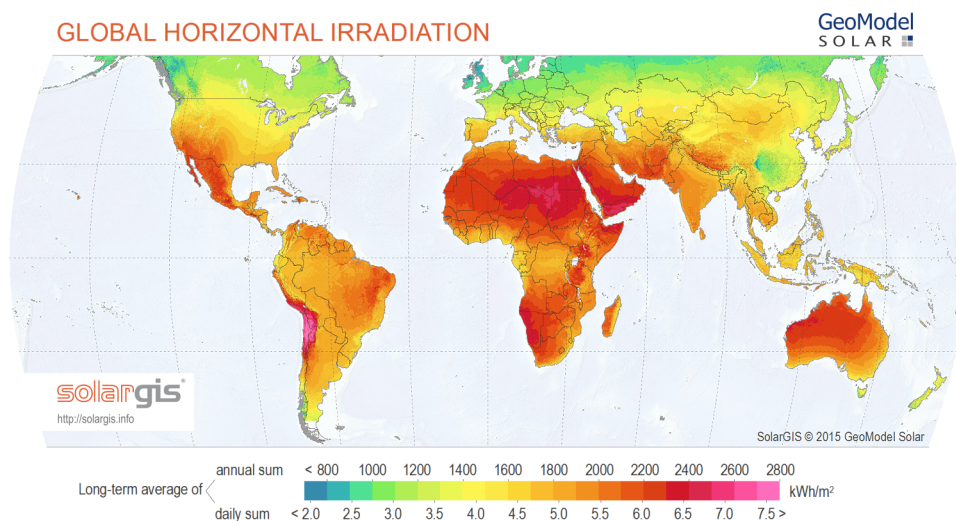 GLOBAL HORIZONTAL IRRADIATION
GeoModel
SOLAR
solargis®
http://solargis.info
SolarGIS © 2015 GeoModel Solar
annual sum < 800 1000 1200 1400 1600 1800 2000 2200 2400 2600 2800
Long-term average of
kWh/m²
daily sum < 2.0 2.5 3.0 3.5 4.0 4.5 5.0 5.5 6.0 6.5 7.0 7.5 >